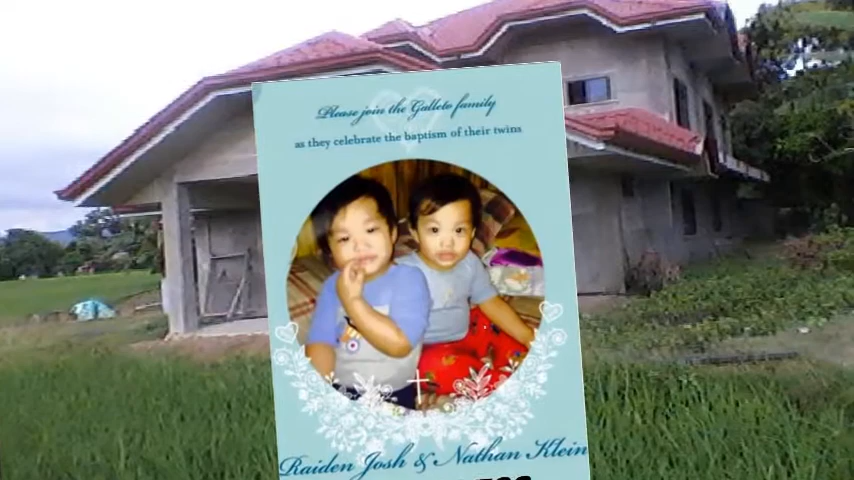 Please join the Galleto family
as they celebrate the baptism of their twins
Raiden Josh & Nathan Klein